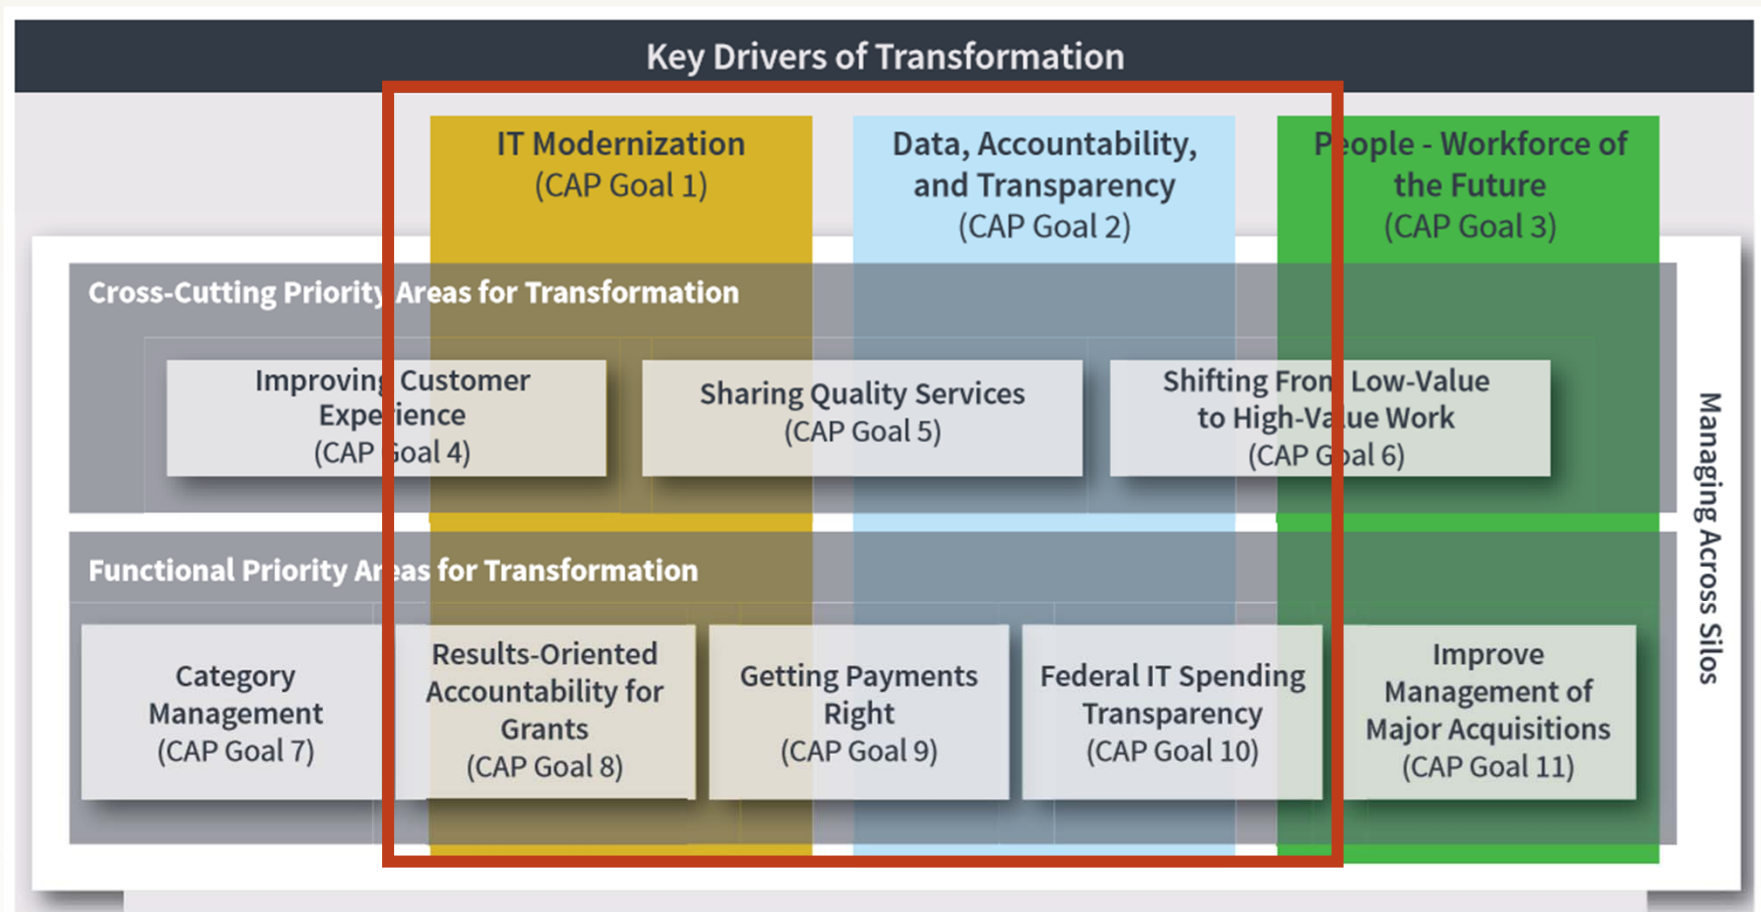 Key Drivers of Transformation
IT Modernization
(CAP Goal 1)
Data, Accountability,
and Transparency
(CAP Goal 2)
People - Workforce of
the Future
(CAP Goal 3)
Cross-Cutting Priority Areas for Transformation
Improving Customer
Experience
(CAP Goal 4)
Sharing Quality Services
(CAP Goal 5)
Shifting From Low-Value
to High-Value Work
(CAP Goal 6)
Functional Priority Areas for Transformation
Category
Management
(CAP Goal 7)
Results-Oriented
Accountability for
Grants
(CAP Goal 8)
Getting Payments
Right
(CAP Goal 9)
Federal IT Spending
Transparency
(CAP Goal 10)
Improve
Management of
Major Acquisitions
(CAP Goal 11)
Managing Across Silos